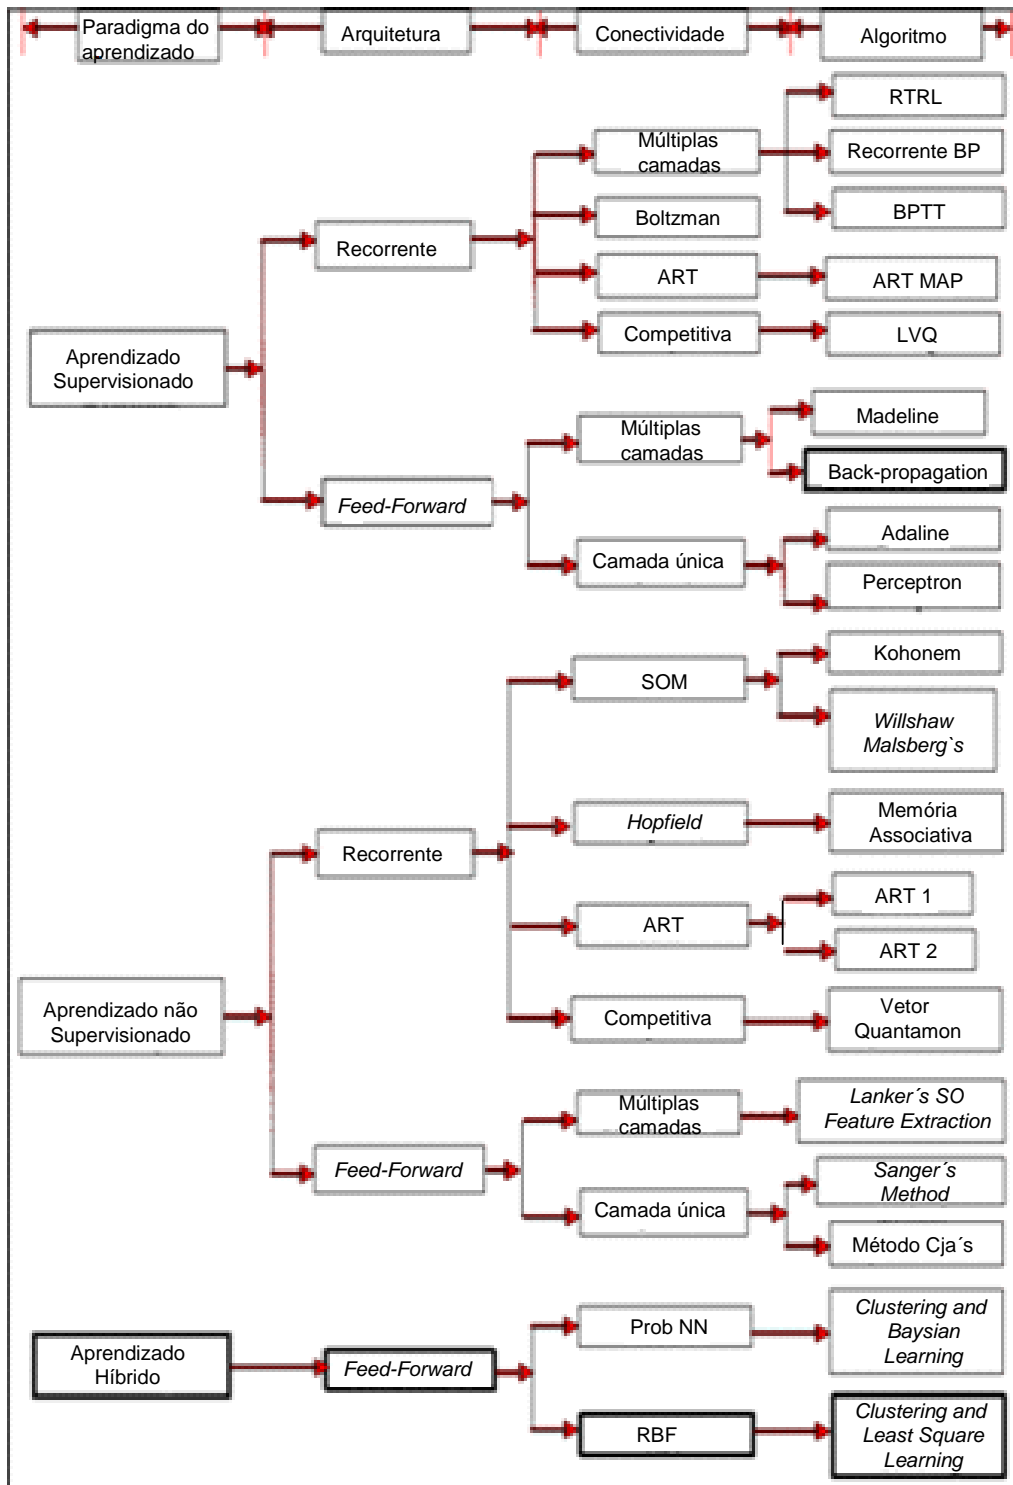 Paradigma do
aprendizado
Arquitetura
Conectividade
Algoritmo
RTRL
Múltiplas
camadas
Recorrente BP
Boltzman
BPTT
Recorrente
ART
ART MAP
Competitiva
LVQ
Aprendizado
Supervisionado
Múltiplas
camadas
Madeline
Back-propagation
Feed-Forward
Adaline
Camada única
Perceptron
Kohonem
SOM
Willshaw
Malsberg`s
Hopfield
Memória
Associativa
Recorrente
ART 1
ART
ART 2
Aprendizado não
Supervisionado
Competitiva
Vetor
Quantamon
Múltiplas
camadas
Lanker´s SO
Feature Extraction
Feed-Forward
Sanger´s
Method
Camada única
Método Cja´s
Prob NN
Clustering and
Baysian
Learning
Aprendizado
Híbrido
Feed-Forward
RBF
Clustering and
Least Square
Learning